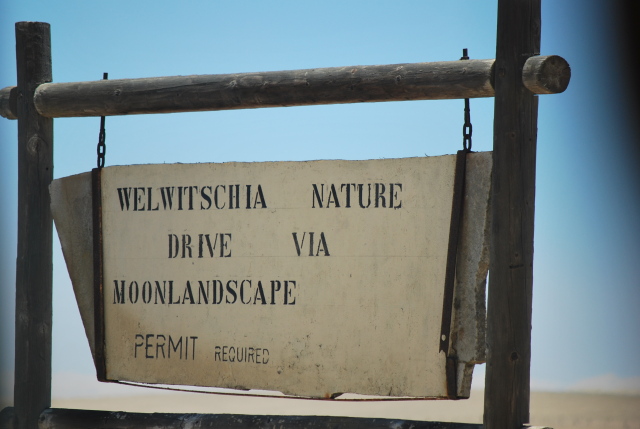 WELWITSCHIA NATURE
DRIVE VIA
MOONLANDSCAPE
PERMIT REQUIRED